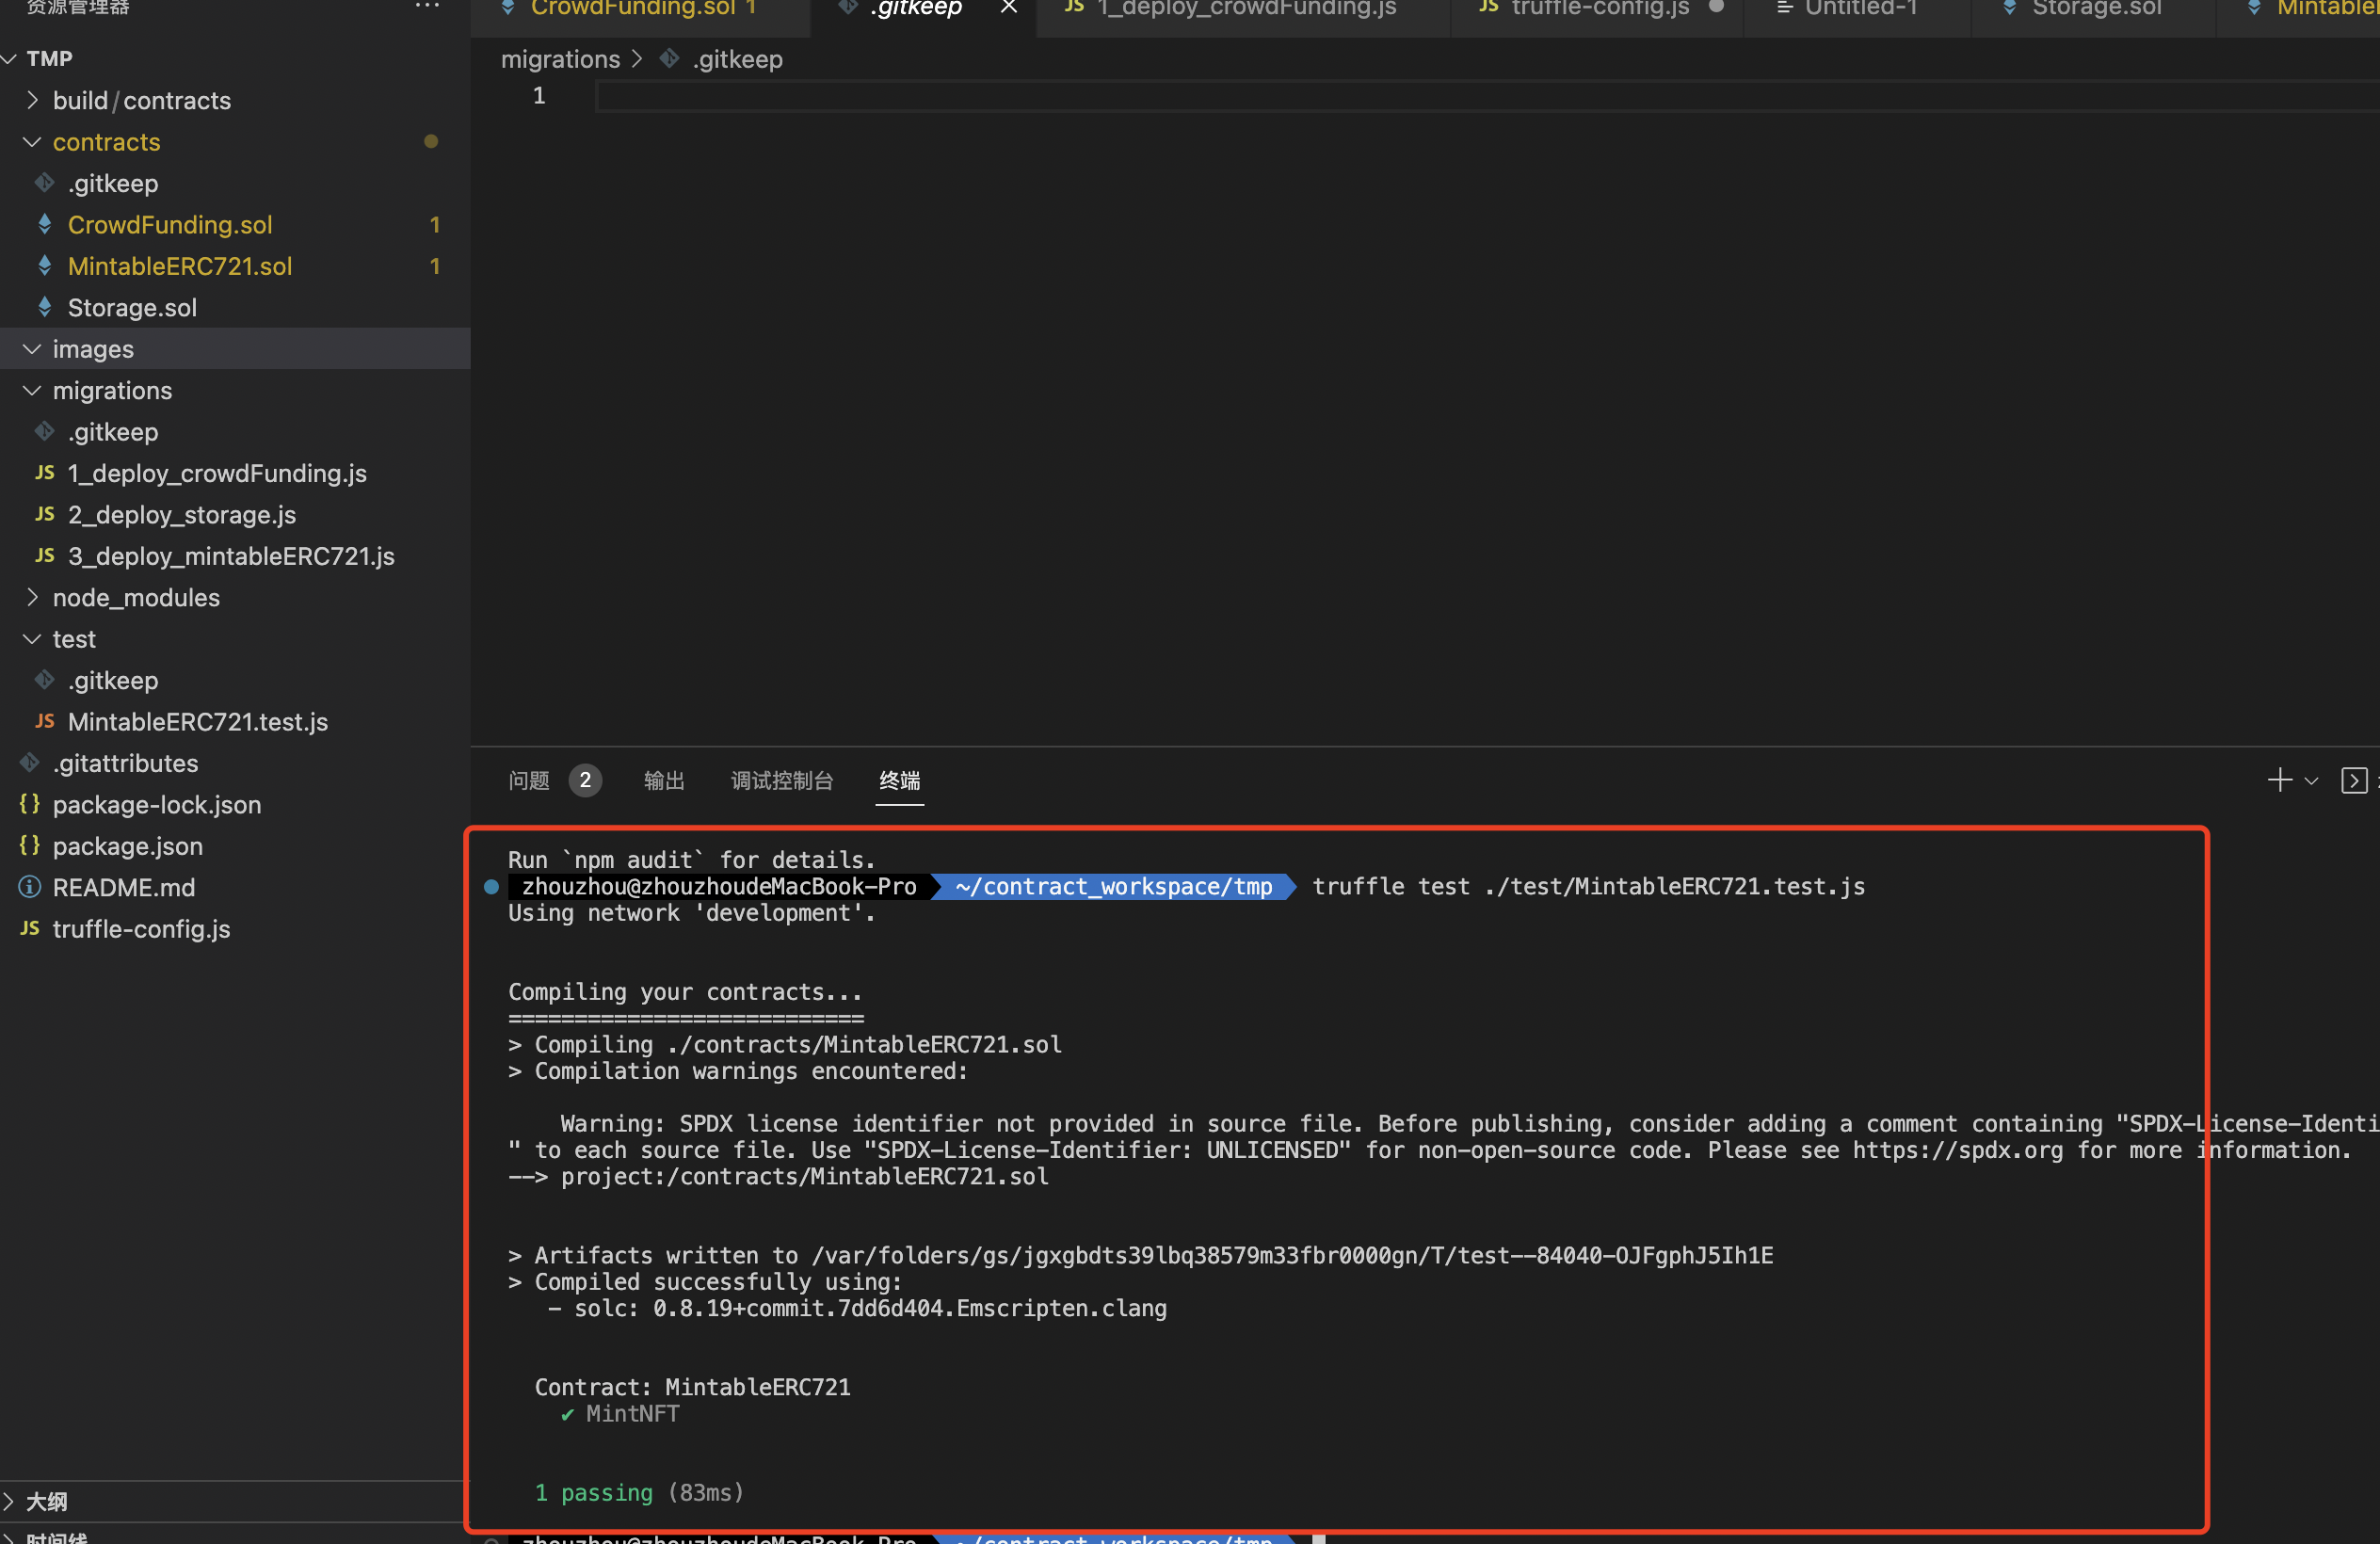 资源管理器 ···
TMP
build/contracts
contracts
.gitkeep
CrowdFunding.sol 1
MintableERC721.sol 1
Storage.sol
images
migrations
.gitkeep
JS 1_deploy_crowdFunding.js
JS 2_deploy_storage.js
JS 3_deploy_mintableERC721.js
node_modules
test
.gitkeep
JS MintableERC721.test.js
.gitattributes
{} package-lock.json
{} package.json
README.md
JS truffle-config.js
大纲
时间线
CrowdFunding.sol 1
.gitkeep
JS 1_deploy_crowdFunding.js
JS truffle-config.js
Untitled-1
Storage.sol
Mintable
migrations > .gitkeep
1
问题 2 输出 调试控制台 终端
Run `npm audit` for details.
zhouzhou@zhouzhoudeMacBook-Pro ~/contract_workspace/tmp truffle test ./test/MintableERC721.test.js
Using network 'development'.
Compiling your contracts...
===========================
> Compiling ./contracts/MintableERC721.sol
> Compilation warnings encountered:
Warning: SPDX license identifier not provided in source file. Before publishing, consider adding a comment containing "SPDX-License-Identi
" to each source file. Use "SPDX-License-Identifier: UNLICENSED" for non-open-source code. Please see https://spdx.org for more information.
--> project:/contracts/MintableERC721.sol
> Artifacts written to /var/folders/gs/jgxgbdts39lbq38579m33fbr0000gn/T/test--84040-OJFgphJ5Ih1E
> Compiled successfully using:
- solc: 0.8.19+commit.7dd6d404.Emscripten.clang
Contract: MintableERC721
✔ MintNFT
1 passing (83ms)
zhouzhou@zhouzhoudeMacBook-Pro ~/contract_workspace/tmp